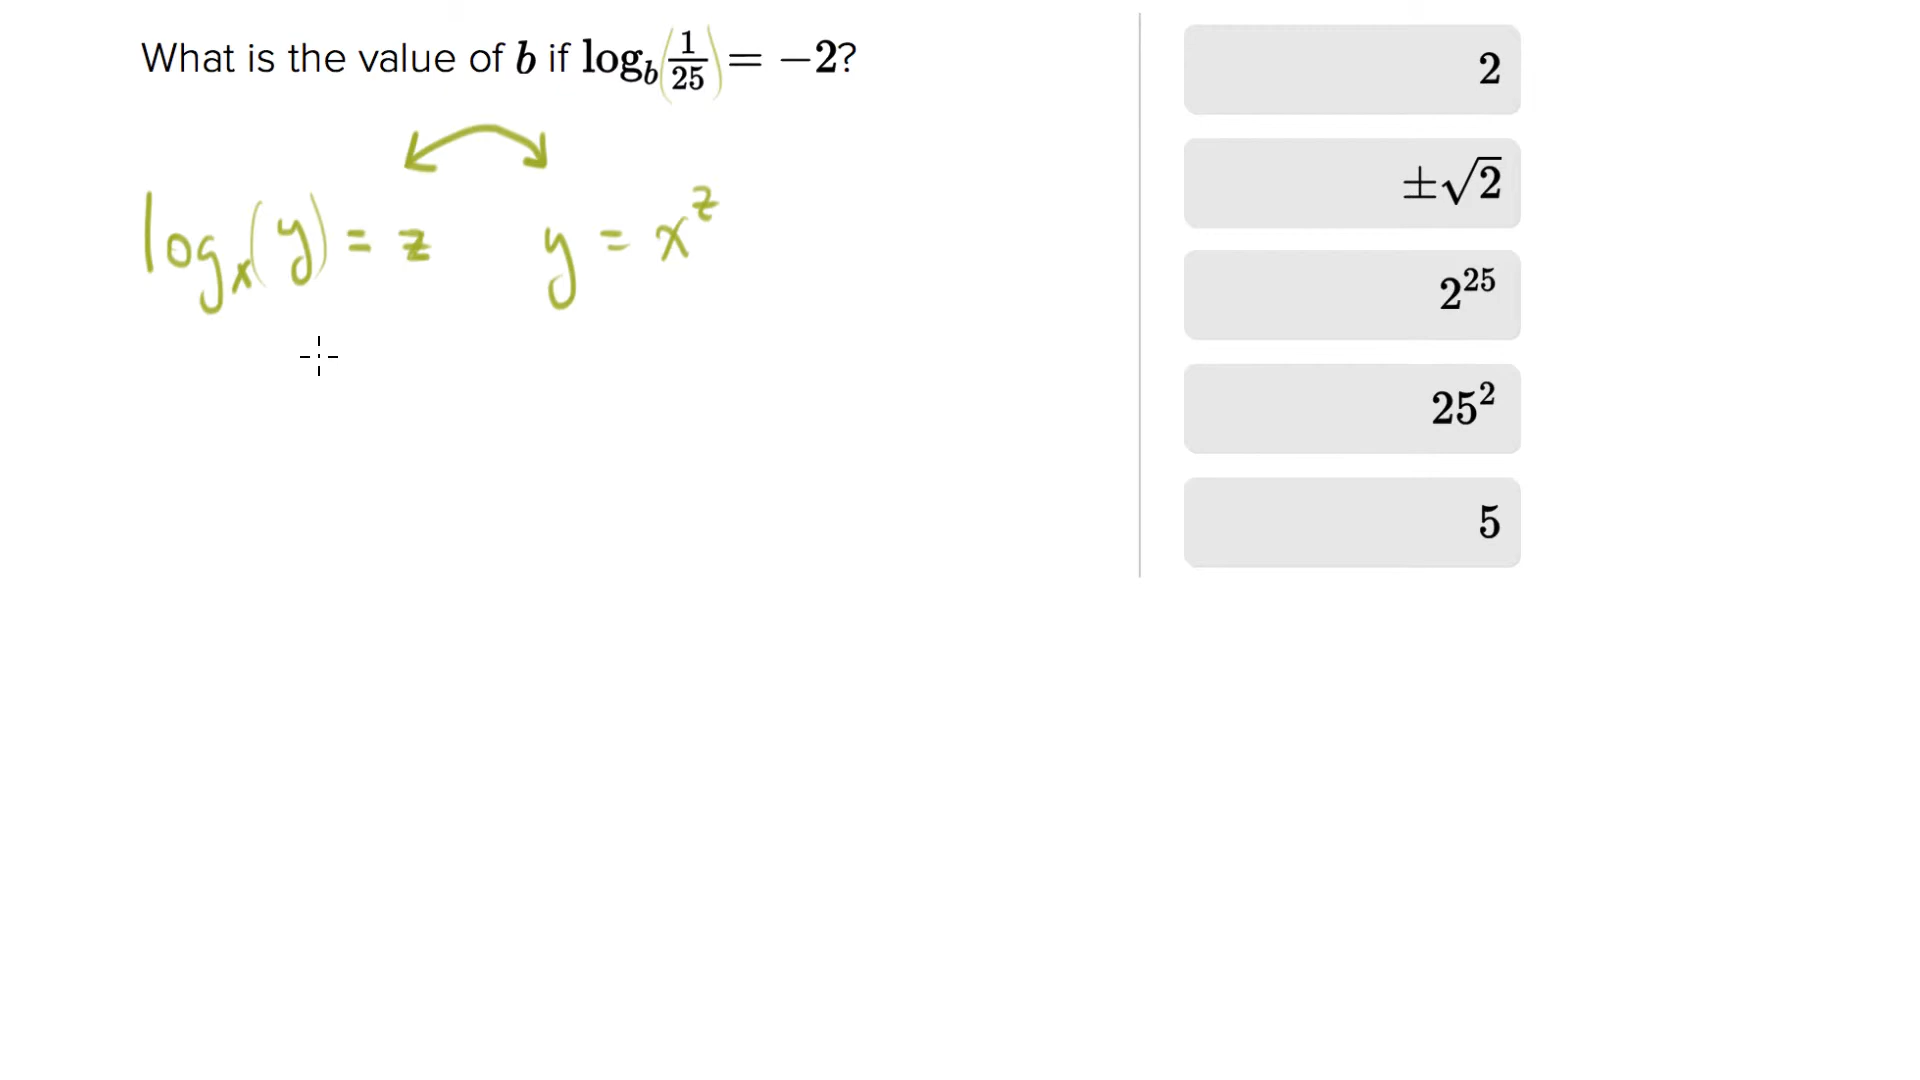 What is the value of b if log_b(1/25) = −2?
log_x(y) = z    y = x^z
2
±√2
2^25
25^2
5